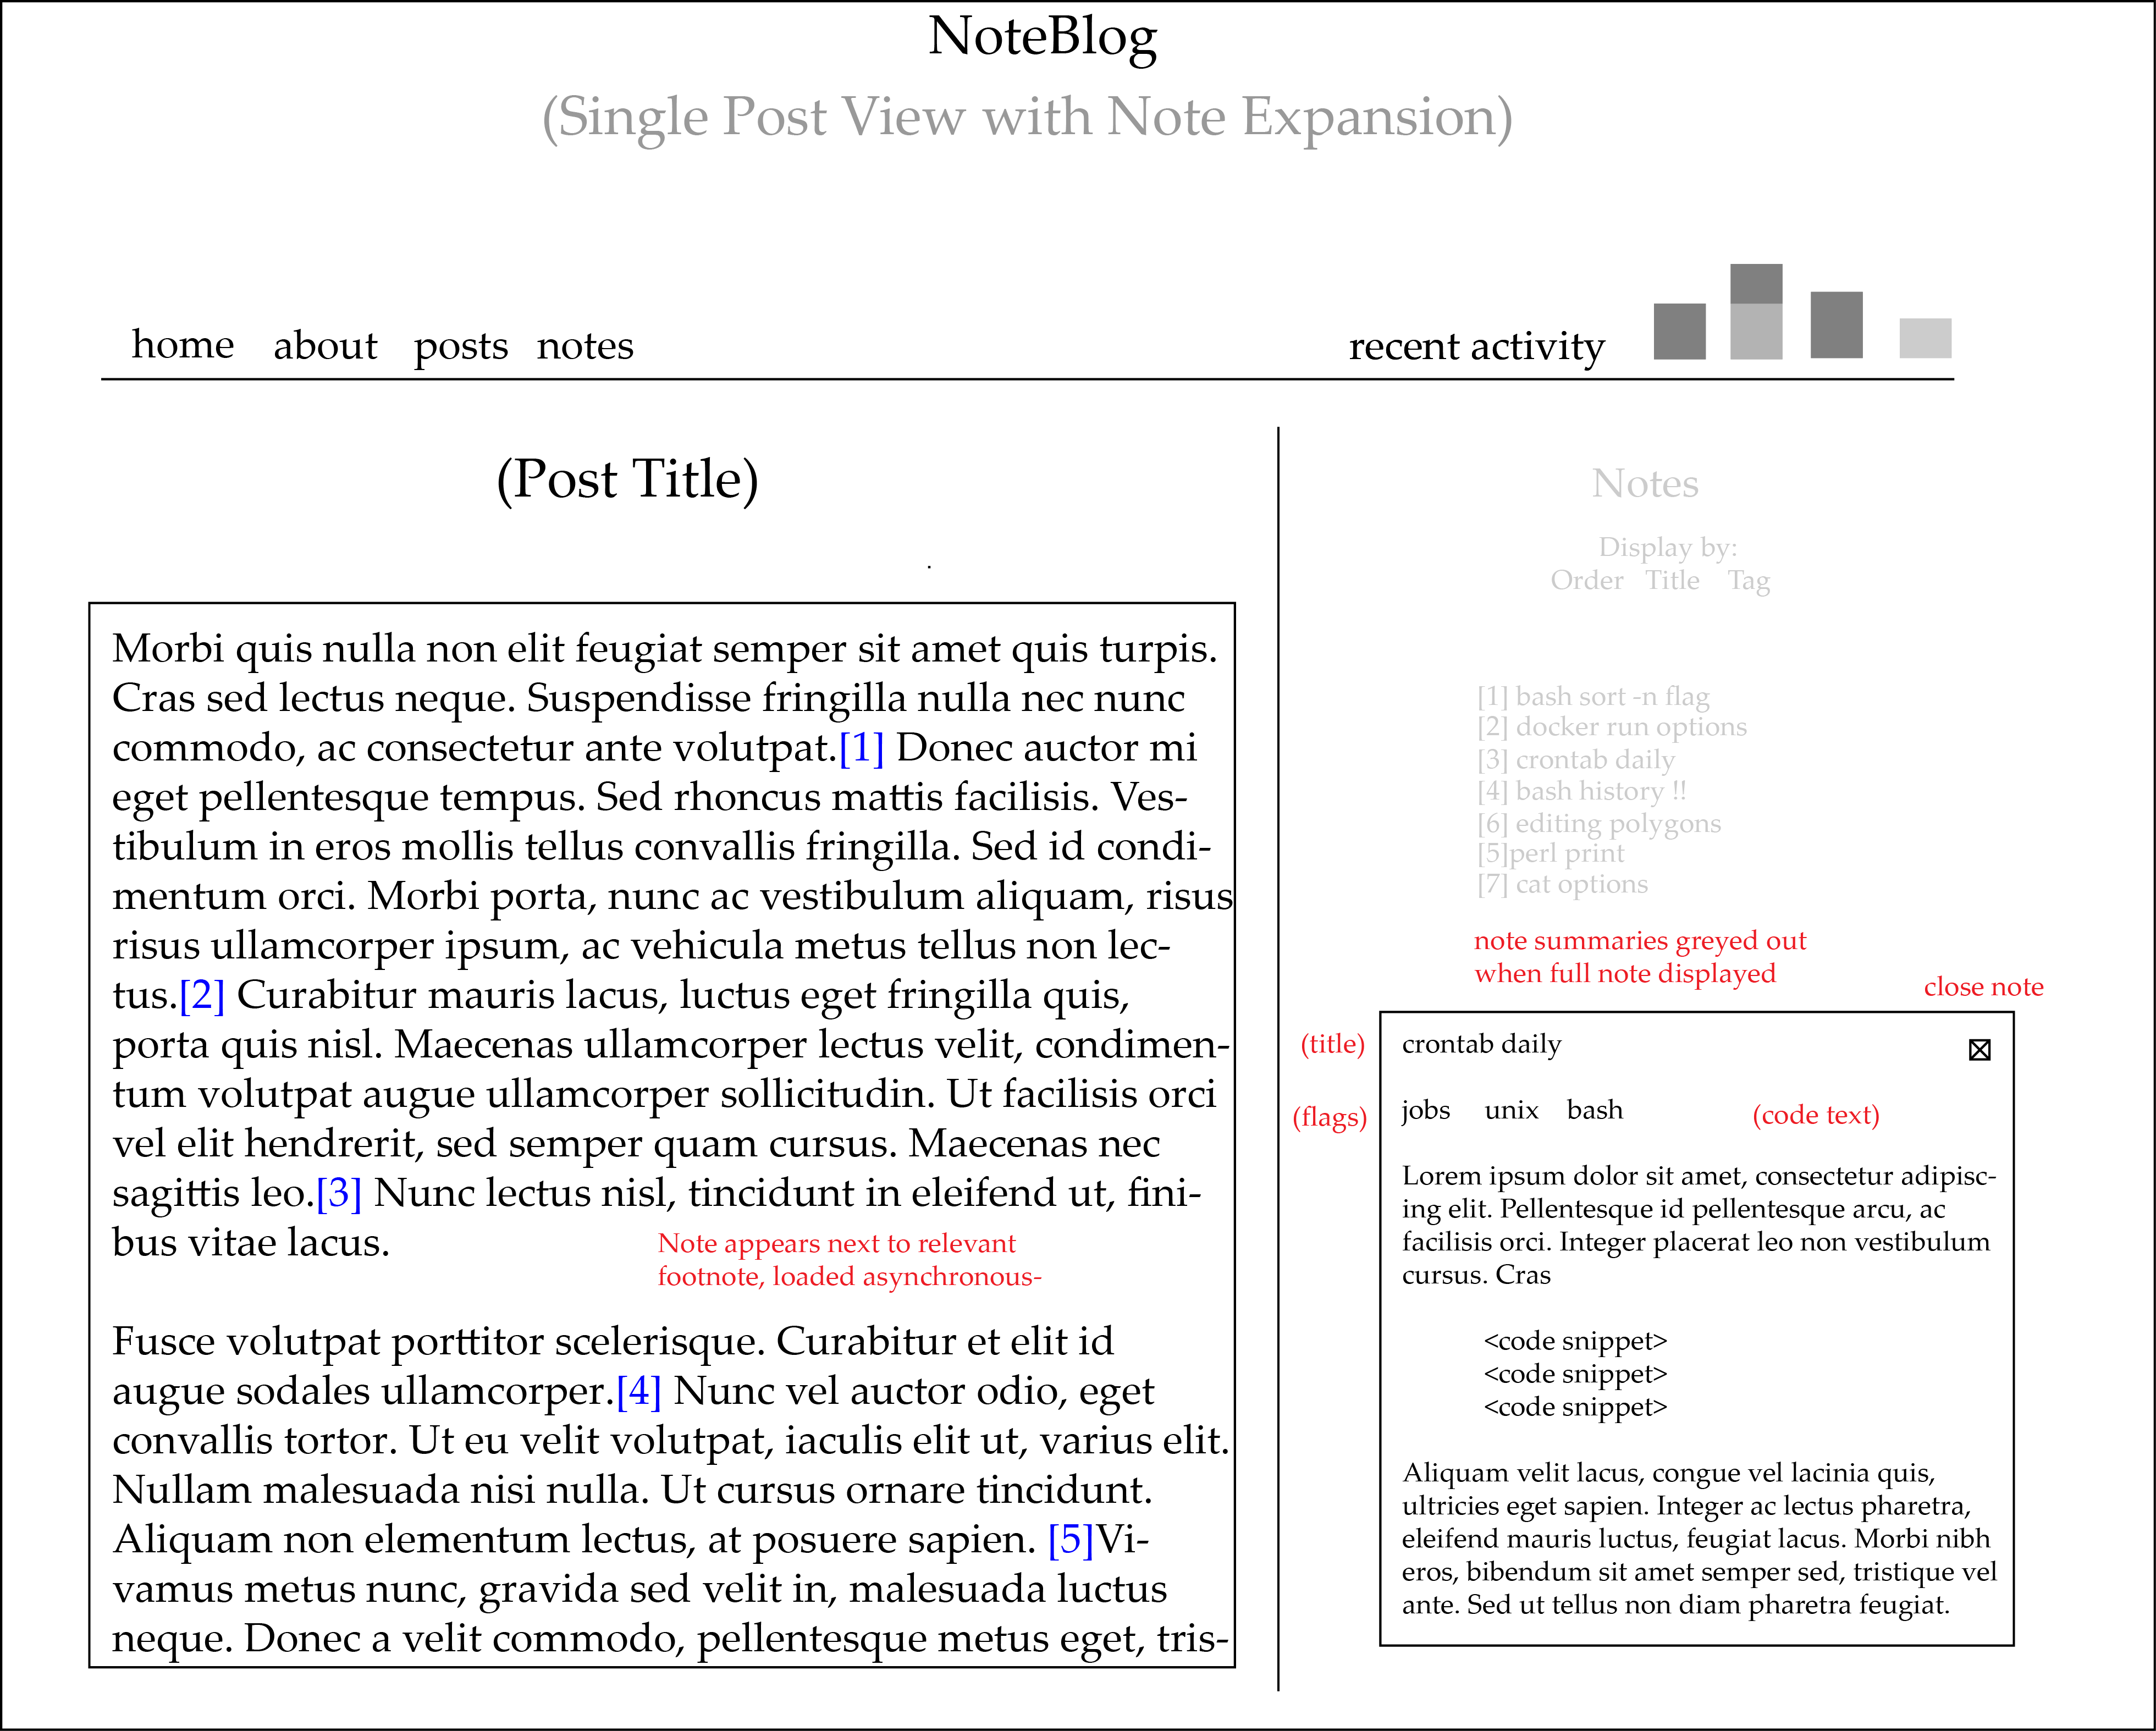 NoteBlog
(Single Post View with Note Expansion)
home about posts notes
recent activity
(Post Title)
Morbi quis nulla non elit feugiat semper sit amet quis turpis.
Cras sed lectus neque. Suspendisse fringilla nulla nec nunc
commodo, ac consectetur ante volutpat.[1] Donec auctor mi
eget pellentesque tempus. Sed rhoncus mattis facilisis. Ves-
tibulum in eros mollis tellus convallis fringilla. Sed id condi-
mentum orci. Morbi porta, nunc ac vestibulum aliquam, risus
risus ullamcorper ipsum, ac vehicula metus tellus non lec-
tus.[2] Curabitur mauris lacus, luctus eget fringilla quis,
porta quis nisl. Maecenas ullamcorper lectus velit, condimen-
tum volutpat augue ullamcorper sollicitudin. Ut facilisis orci
vel elit hendrerit, sed semper quam cursus. Maecenas nec
sagittis leo.[3] Nunc lectus nisl, tincidunt in eleifend ut, fini-
bus vitae lacus.
Note appears next to relevant
footnote, loaded asynchronous-
Fusce volutpat porttitor scelerisque. Curabitur et elit id
augue sodales ullamcorper.[4] Nunc vel auctor odio, eget
convallis tortor. Ut eu velit volutpat, iaculis elit ut, varius elit.
Nullam malesuada nisi nulla. Ut cursus ornare tincidunt.
Aliquam non elementum lectus, at posuere sapien. [5]Vi-
vamus metus nunc, gravida sed velit in, malesuada luctus
neque. Donec a velit commodo, pellentesque metus eget, tris-
Notes
Display by:
Order Title Tag
[1] bash sort -n flag
[2] docker run options
[3] crontab daily
[4] bash history !!
[6] editing polygons
[5]perl print
[7] cat options
note summaries greyed out
when full note displayed
close note
(title)
crontab daily
(flags)
jobs unix bash
(code text)
Lorem ipsum dolor sit amet, consectetur adipisc-
ing elit. Pellentesque id pellentesque arcu, ac
facilisis orci. Integer placerat leo non vestibulum
cursus. Cras
<code snippet>
<code snippet>
<code snippet>
Aliquam velit lacus, congue vel lacinia quis,
ultricies eget sapien. Integer ac lectus pharetra,
eleifend mauris luctus, feugiat lacus. Morbi nibh
eros, bibendum sit amet semper sed, tristique vel
ante. Sed ut tellus non diam pharetra feugiat.